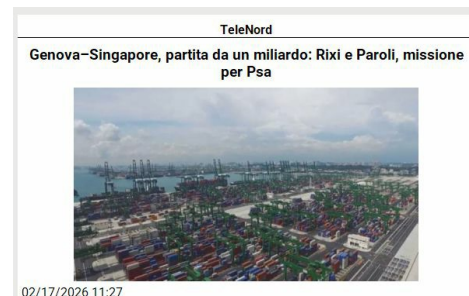 TeleNord
Genova–Singapore, partita da un miliardo: Rixi e Paroli, missione
per Psa
02/17/2026 11:27